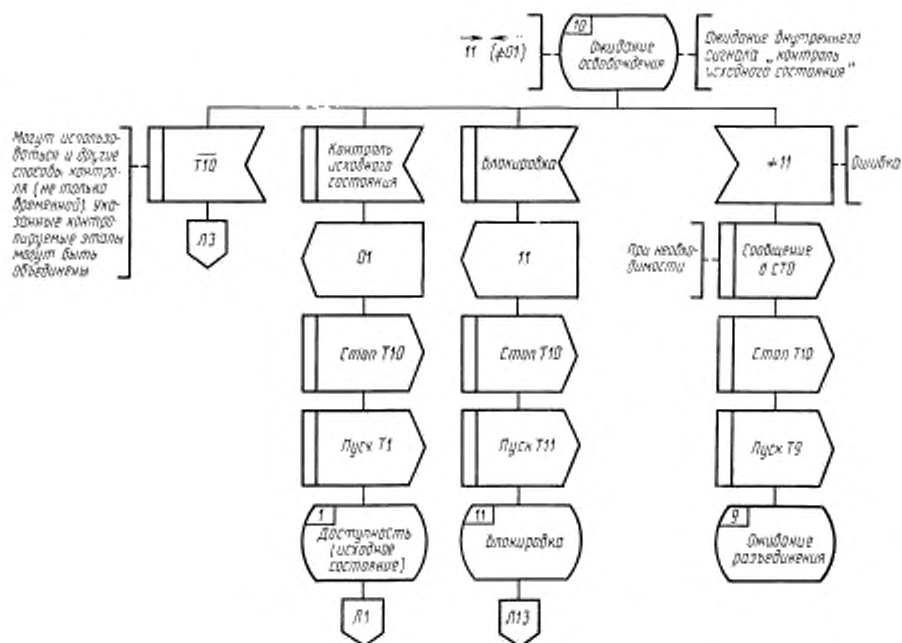 10
11 (≠01)
Ожидание
освобождения
Ожидание внутреннего
сигнала „контроль
исходного состояния"
Могут использо-
ваться и другие
способы контро-
ля (не только
временной). Ука-
занные контро-
лируемые этапы
могут быть
объединены
T10
Контроль
исходного
состояния
Блокировка
≠11
Ошибка
Л3
01
11
При необхо-
димости
Сообщение
в СТО
Стоп T10
Стоп T10
Стоп T10
Пуск T1
Пуск T11
Пуск T9
1
Доступность
(исходное
состояние)
11
Блокировка
9
Ожидание
разъединения
Л1
Л13